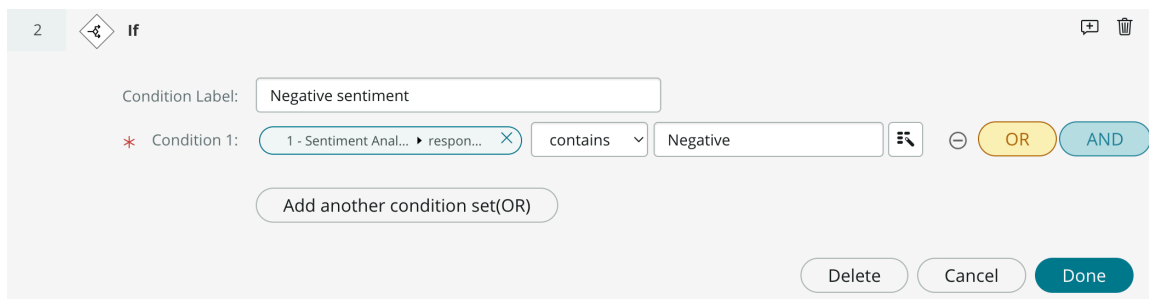 2 If
Condition Label: Negative sentiment
* Condition 1: 1 - Sentiment Anal... ▸ respon... contains Negative OR AND
Add another condition set(OR)
Delete Cancel Done